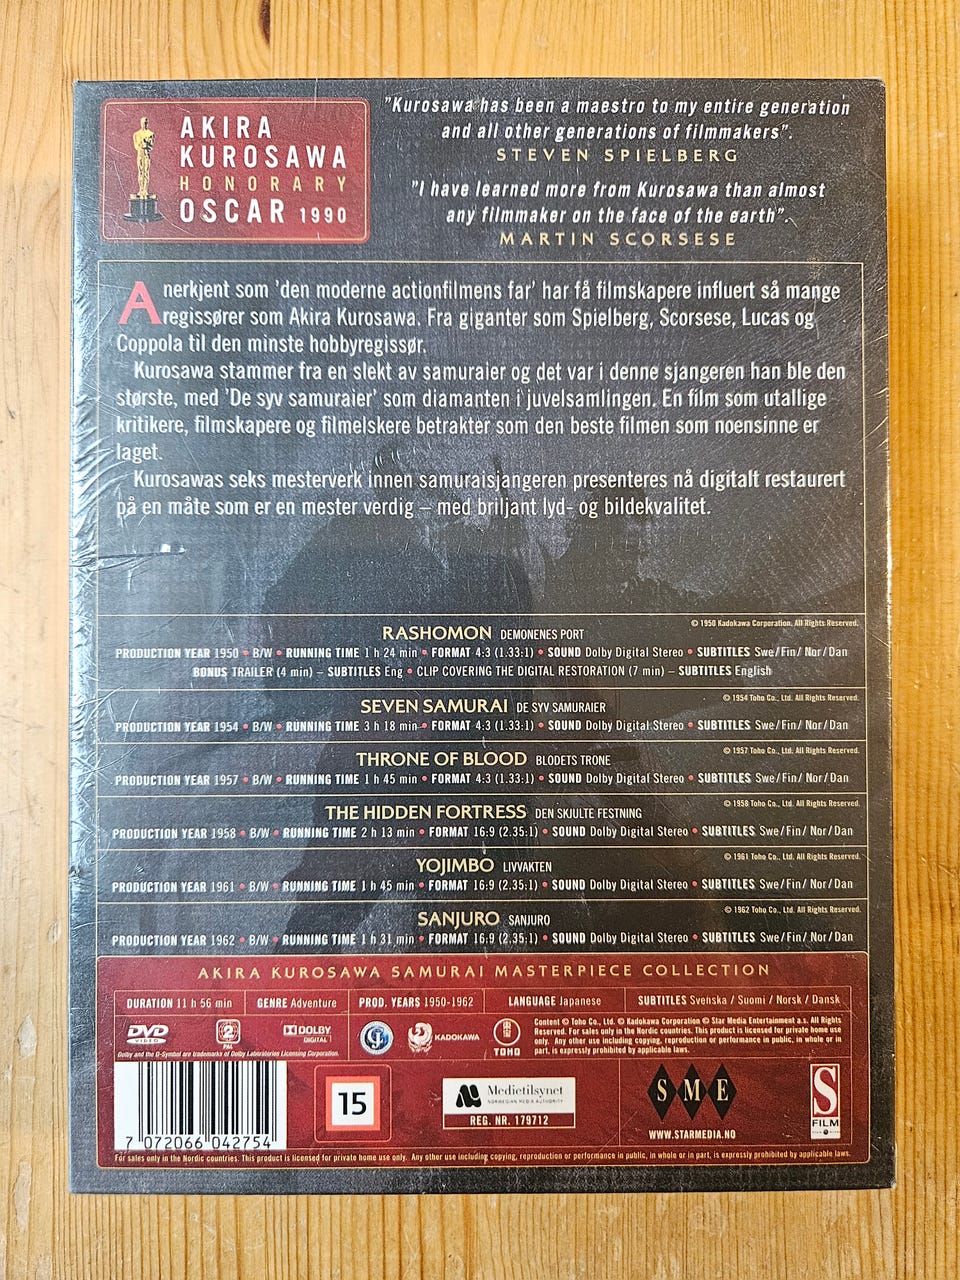 AKIRA
KUROSAWA
HONORARY
OSCAR 1990
"Kurosawa has been a maestro to my entire generation
and all other generations of filmmakers".
STEVEN SPIELBERG
"I have learned more from Kurosawa than almost
any filmmaker on the face of the earth".
MARTIN SCORSESE
Anerkjent som 'den moderne actionfilmens far' har få filmskapere influert så mange
regissører som Akira Kurosawa. Fra giganter som Spielberg, Scorsese, Lucas og
Coppola til den minste hobbyregissør.
Kurosawa stammer fra en slekt av samuraier og det var i denne sjangeren han ble den
største, med 'De syv samuraier' som diamanten i juvelsamlingen. En film som utallige
kritikere, filmskapere og filmelskere betrakter som den beste filmen som noensinne er
laget.
Kurosawas seks mesterverk innen samuraisjangeren presenteres nå digitalt restaurert
på en måte som er en mester verdig – med briljant lyd- og bildekvalitet.
© 1950 Kadokawa Corporation. All Rights Reserved.
RASHOMON DEMONENES PORT
PRODUCTION YEAR 1950 • B/W • RUNNING TIME 1 h 24 min • FORMAT 4:3 (1.33:1) • SOUND Dolby Digital Stereo • SUBTITLES Swe/Fin/Nor/Dan
BONUS TRAILER (4 min) – SUBTITLES Eng • CLIP COVERING THE DIGITAL RESTORATION (7 min) – SUBTITLES English
© 1954 Toho Co., Ltd. All Rights Reserved.
SEVEN SAMURAI DE SYV SAMURAIER
PRODUCTION YEAR 1954 • B/W • RUNNING TIME 3 h 18 min • FORMAT 4:3 (1.33:1) • SOUND Dolby Digital Stereo • SUBTITLES Swe/Fin/Nor/Dan
© 1957 Toho Co., Ltd. All Rights Reserved.
THRONE OF BLOOD BLODETS TRONE
PRODUCTION YEAR 1957 • B/W • RUNNING TIME 1 h 45 min • FORMAT 4:3 (1.33:1) • SOUND Dolby Digital Stereo • SUBTITLES Swe/Fin/Nor/Dan
© 1958 Toho Co., Ltd. All Rights Reserved.
THE HIDDEN FORTRESS DEN SKJULTE FESTNING
PRODUCTION YEAR 1958 • B/W • RUNNING TIME 2 h 13 min • FORMAT 16:9 (2.35:1) • SOUND Dolby Digital Stereo • SUBTITLES Swe/Fin/Nor/Dan
© 1961 Toho Co., Ltd. All Rights Reserved.
YOJIMBO LIVVAKTEN
PRODUCTION YEAR 1961 • B/W • RUNNING TIME 1 h 45 min • FORMAT 16:9 (2.35:1) • SOUND Dolby Digital Stereo • SUBTITLES Swe/Fin/Nor/Dan
© 1962 Toho Co., Ltd. All Rights Reserved.
SANJURO SANJURO
PRODUCTION YEAR 1962 • B/W • RUNNING TIME 1 h 31 min • FORMAT 16:9 (2.35:1) • SOUND Dolby Digital Stereo • SUBTITLES Swe/Fin/Nor/Dan
AKIRA KUROSAWA SAMURAI MASTERPIECE COLLECTION
DURATION 11 h 56 min GENRE Adventure PROD. YEARS 1950-1962 LANGUAGE Japanese SUBTITLES Svenska / Suomi / Norsk / Dansk
DVD VIDEO
2 PAL
DOLBY DIGITAL
Dolby and the D-Symbol are trademarks of Dolby Laboratories Licensing Corporation.
KADOKAWA
TOHO
Content © Toho Co., Ltd. © Kadokawa Corporation © Star Media Entertainment a.s. All Rights
Reserved. For sales only in the Nordic countries. This product is licensed for private home use
only. Any other use including copying, reproduction or performance in public, in whole or in
part, is expressly prohibited by applicable laws.
7 072066 042754
15
Medietilsynet
NORWEGIAN MEDIA AUTHORITY
REG. NR. 179712
SME
WWW.STARMEDIA.NO
S
FILM
For sales only in the Nordic countries. This product is licensed for private home use only. Any other use including copying, reproduction or performance in public, in whole or in part, is expressly prohibited by applicable laws.